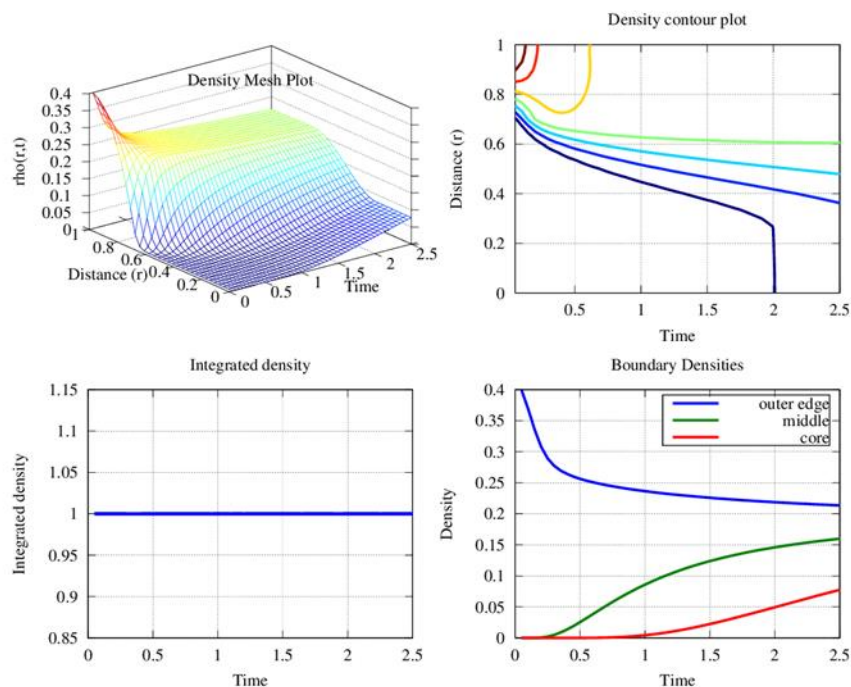 Density Mesh Plot
0.4
0.35
0.3
0.25
0.2
0.15
0.1
0.05
0
rho(r,t)
1
0.8
0.6
0.4
0.2
0
Distance (r)
0
0.5
1
1.5
2
2.5
Time
Density contour plot
1
0.8
0.6
0.4
0.2
0
Distance (r)
0.5 1 1.5 2 2.5
Time
Integrated density
1.15
1.1
1.05
1
0.95
0.9
0.85
Integrated density
0 0.5 1 1.5 2 2.5
Time
Boundary Densities
0.4
0.35
0.3
0.25
0.2
0.15
0.1
0.05
0
Density
outer edge
middle
core
0.5 1 1.5 2 2.5
Time